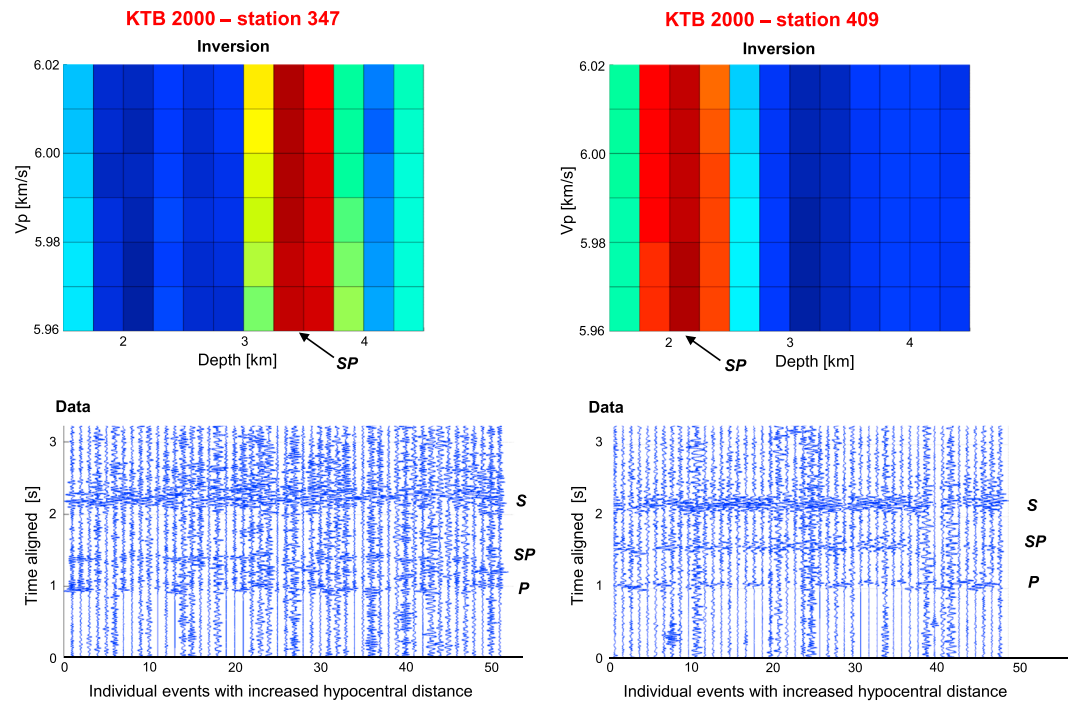 KTB 2000 – station 347
Inversion
6.02
6.00
5.98
5.96
Vp [km/s]
2
3
4
Depth [km]
SP
KTB 2000 – station 409
Inversion
6.02
6.00
5.98
5.96
Vp [km/s]
2
3
4
Depth [km]
SP
Data
3
2
1
0
Time aligned [s]
S
SP
P
0
10
20
30
40
50
Individual events with increased hypocentral distance
Data
3
2
1
0
Time aligned [s]
S
SP
P
0
10
20
30
40
50
Individual events with increased hypocentral distance